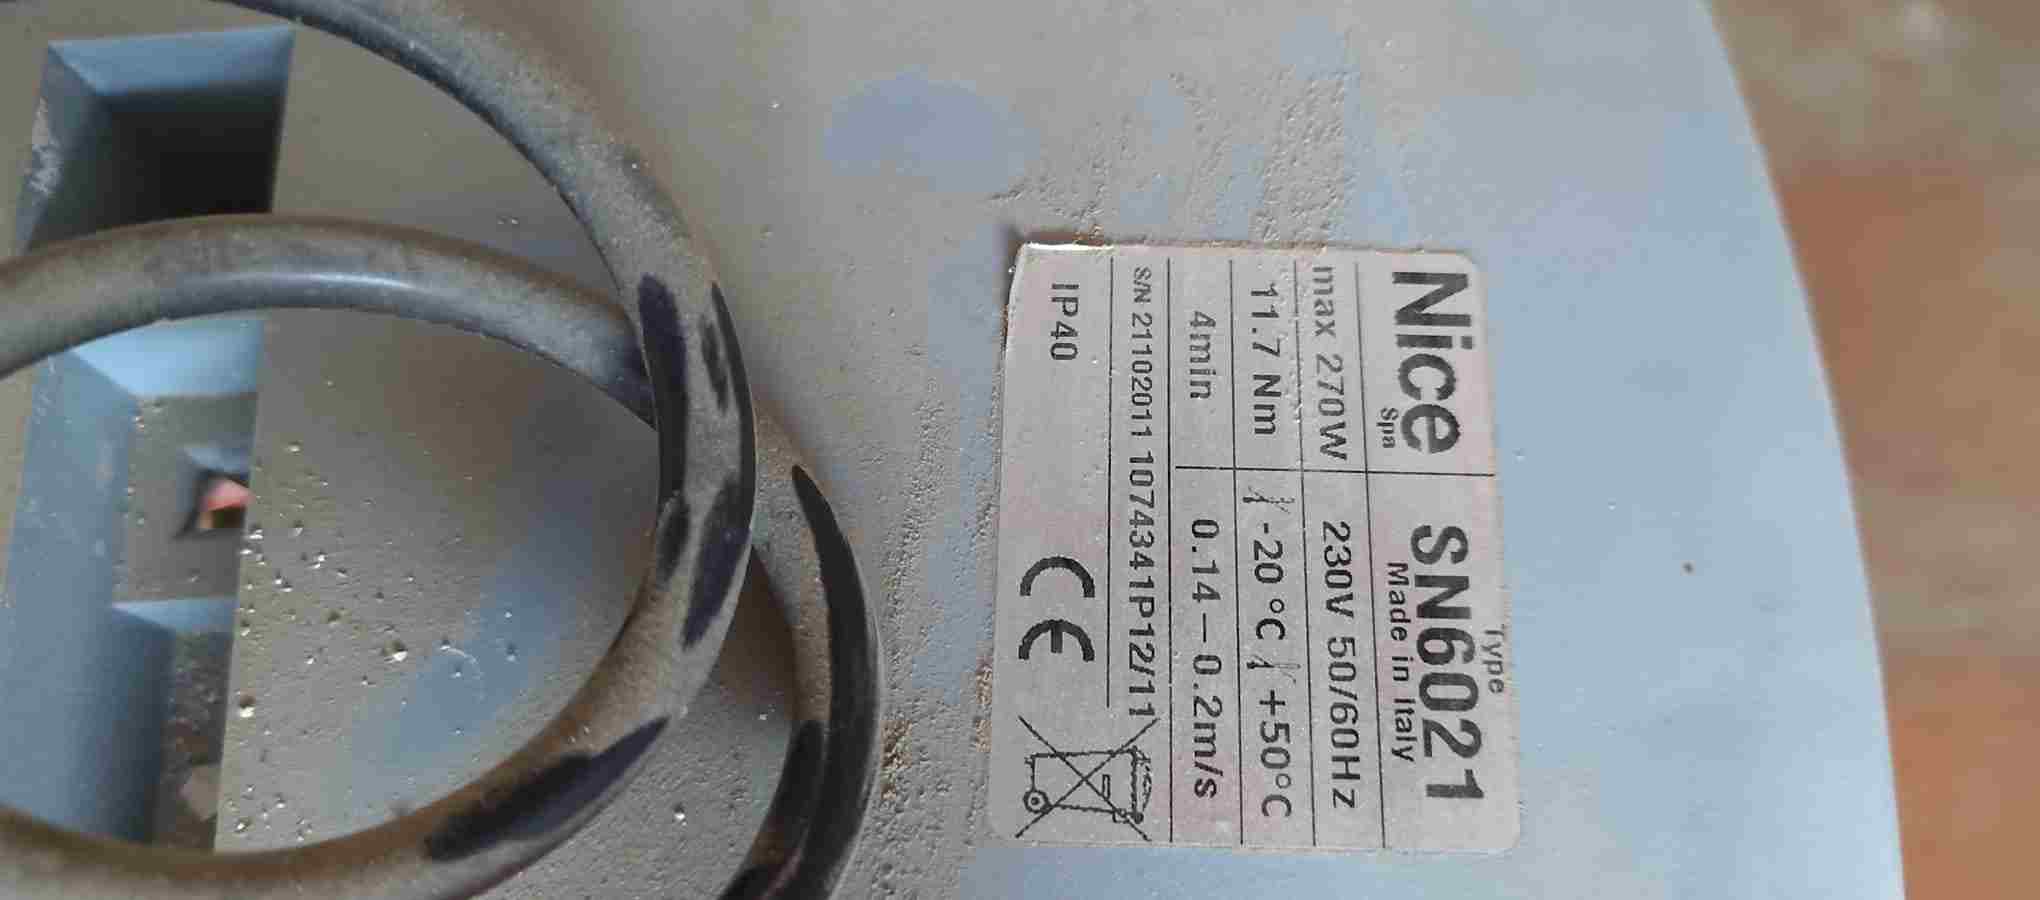 Nice
Spa
Type
SN6021
Made in Italy
max 270W
230V 50/60Hz
11.7 Nm
-20°C +50°C
4min
0.14–0.2m/s
S/N 21102011 1074341P12/11
IP40
CE